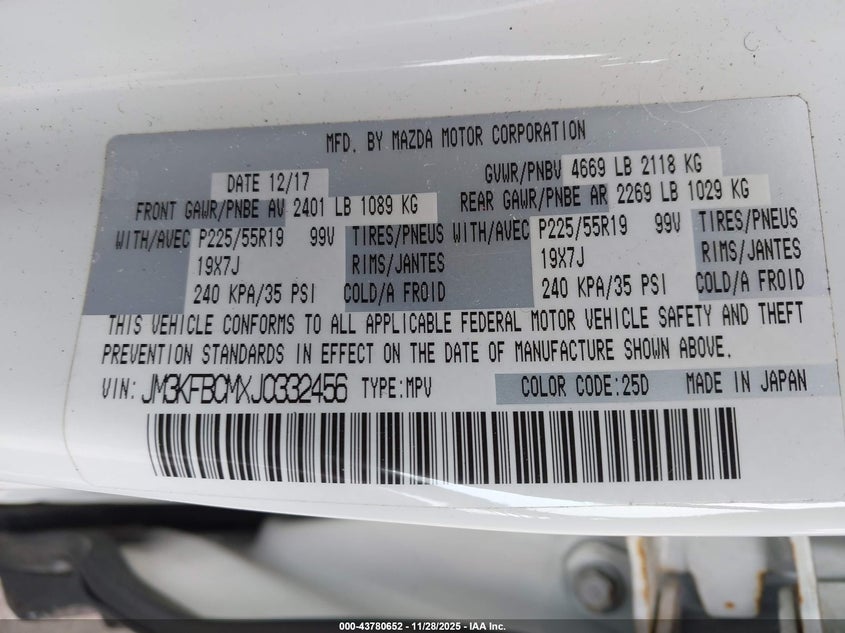 MFD. BY MAZDA MOTOR CORPORATION
DATE 12/17 GVWR/PNBV 4669 LB 2118 KG
FRONT GAWR/PNBE AV 2401 LB 1089 KG REAR GAWR/PNBE AR 2269 LB 1029 KG
WITH/AVEC P225/55R19 99V TIRES/PNEUS WITH/AVEC P225/55R19 99V TIRES/PNEUS
19X7J RIMS/JANTES 19X7J RIMS/JANTES
240 KPA/35 PSI COLD/A FROID 240 KPA/35 PSI COLD/A FROID
THIS VEHICLE CONFORMS TO ALL APPLICABLE FEDERAL MOTOR VEHICLE SAFETY AND THEFT
PREVENTION STANDARDS IN EFFECT ON THE DATE OF MANUFACTURE SHOWN ABOVE.
VIN: JM3KFBCMXJ0332456 TYPE:MPV COLOR CODE:25D MADE IN JAPAN
000-43780652 - 11/28/2025 - IAA Inc.